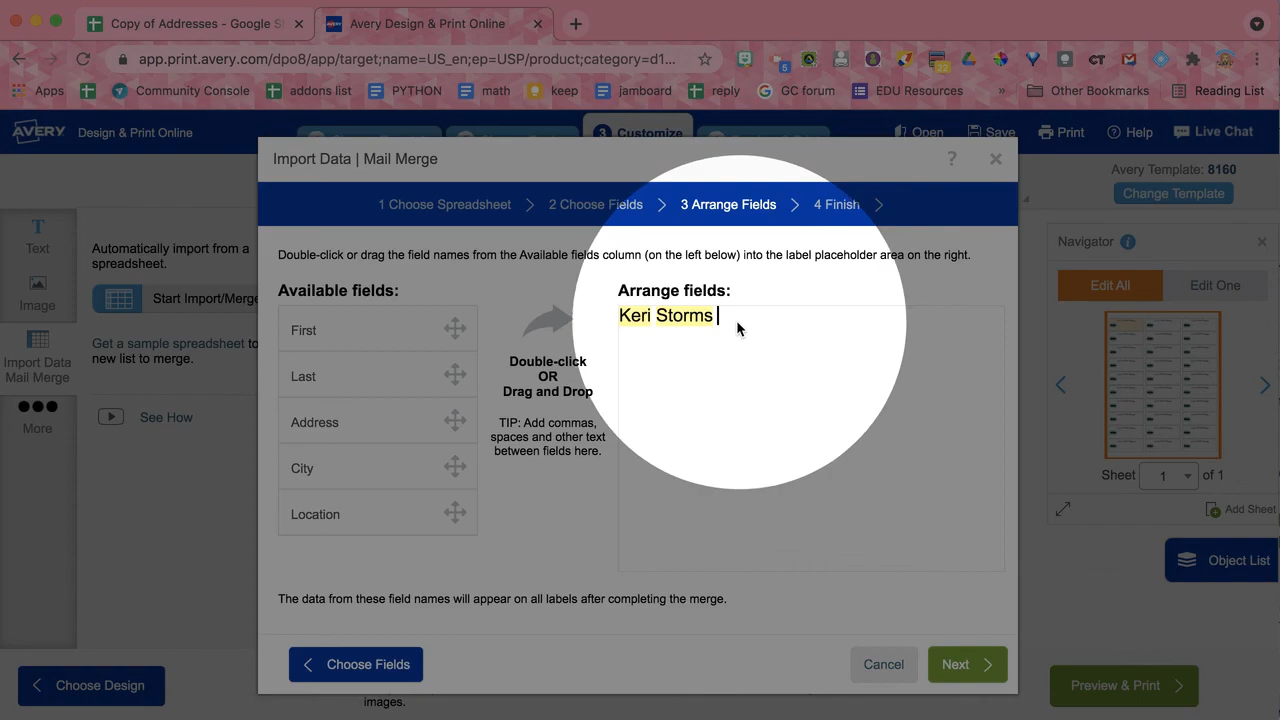 Copy of Addresses - Google S
Avery Design & Print Online
app.print.avery.com/dpo8/app/target;name=US_en;ep=USP/product;category=d1...
5
22
CT
Apps
Community Console
addons list
PYTHON
math
keep
jamboard
reply
GC forum
EDU Resources
»
Other Bookmarks
Reading List
AVERY
Design & Print Online
3 Customize
Open
Save
Print
Help
Live Chat
Import Data | Mail Merge
?
Avery Template: 8160
Change Template
1 Choose Spreadsheet
2 Choose Fields
3 Arrange Fields
4 Finish
Text
Image
Import Data
Mail Merge
More
Automatically import from a
spreadsheet.
Start Import/Merge
Get a sample spreadsheet to
new list to merge.
See How
Double-click or drag the field names from the Available fields column (on the left below) into the label placeholder area on the right.
Available fields:
First
Last
Address
City
Location
Double-click
OR
Drag and Drop
TIP: Add commas,
spaces and other text
between fields here.
Arrange fields:
Keri Storms
The data from these field names will appear on all labels after completing the merge.
Choose Fields
Cancel
Next
Navigator
Edit All
Edit One
Sheet 1 of 1
Add Sheet
Object List
Choose Design
images.
Preview & Print